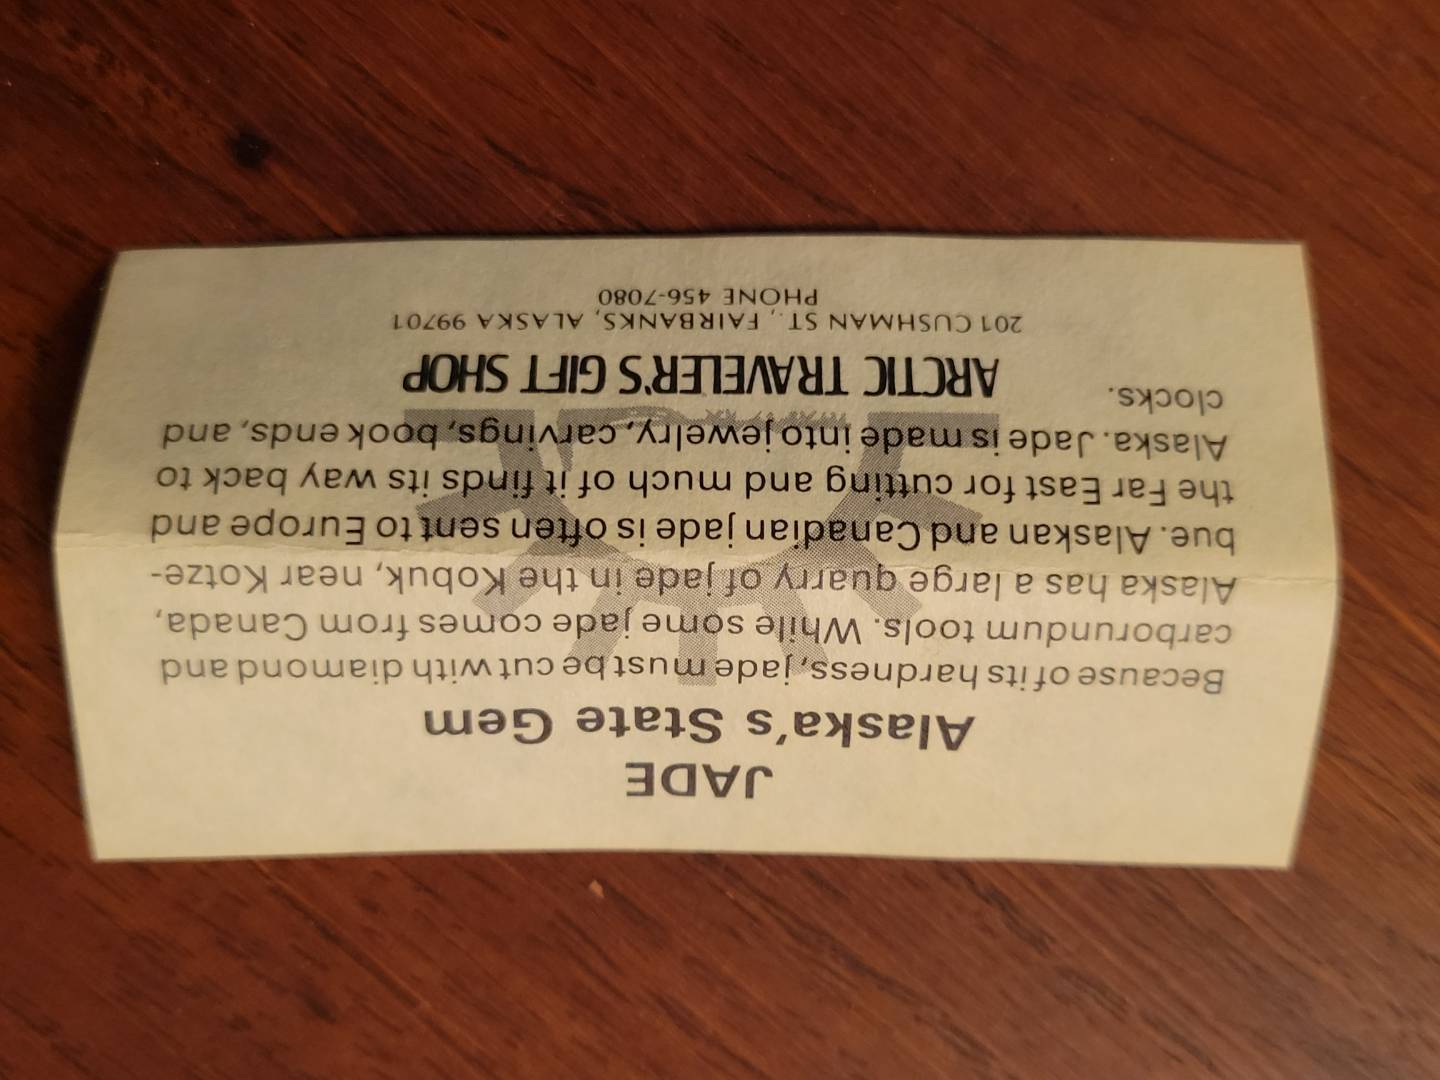 JADE
Alaska's State Gem
Because of its hardness, jade must be cut with diamond and
carborundum tools. While some jade comes from Canada,
Alaska has a large quarry of jade in the Kobuk, near Kotze-
bue. Alaskan and Canadian jade is often sent to Europe and
the Far East for cutting and much of it finds its way back to
Alaska. Jade is made into jewelry, carvings, book ends, and
clocks.
ARCTIC TRAVELER'S GIFT SHOP
201 CUSHMAN ST., FAIRBANKS, ALASKA 99701
PHONE 456-7080